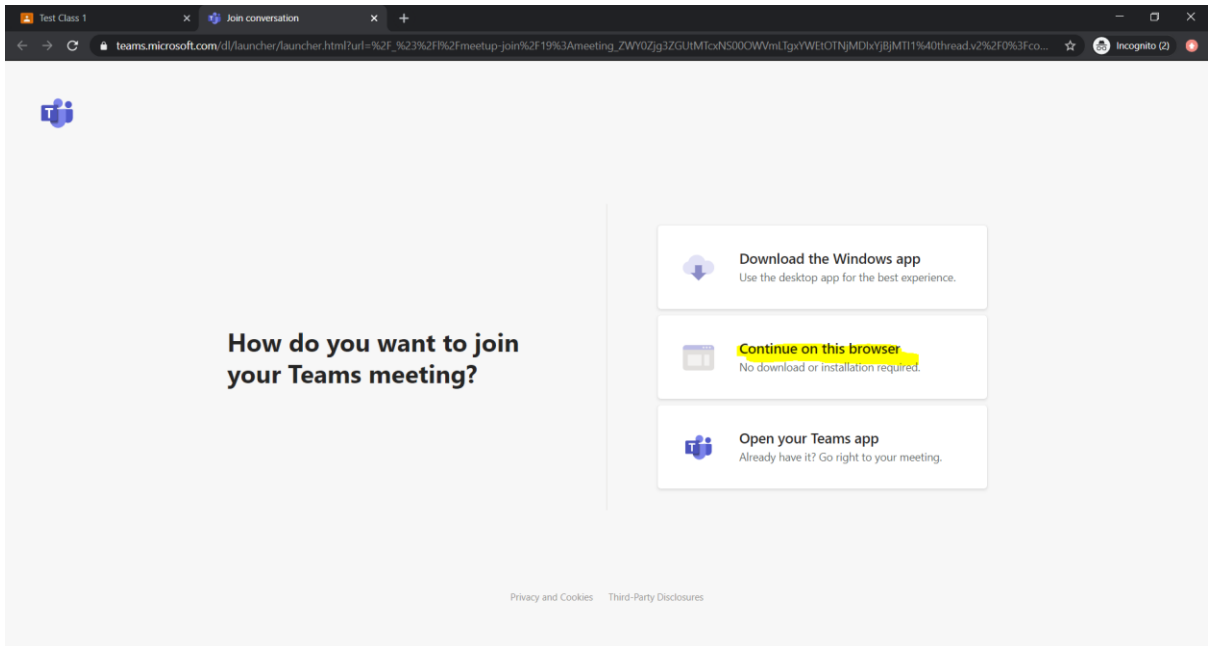 Test Class 1
Join conversation
teams.microsoft.com/dl/launcher/launcher.html?url=%2F_%23%2Fl%2Fmeetup-join%2F19%3Ameeting_ZWY0Zjg3ZGUtMTcxNS00OWVmLTgxYWEtOTNjMDIxYjBjMTI1%40thread.v2%2F0%3Fco...
Incognito (2)
Download the Windows app
Use the desktop app for the best experience.
Continue on this browser
No download or installation required.
How do you want to join
your Teams meeting?
Open your Teams app
Already have it? Go right to your meeting.
Privacy and Cookies Third-Party Disclosures